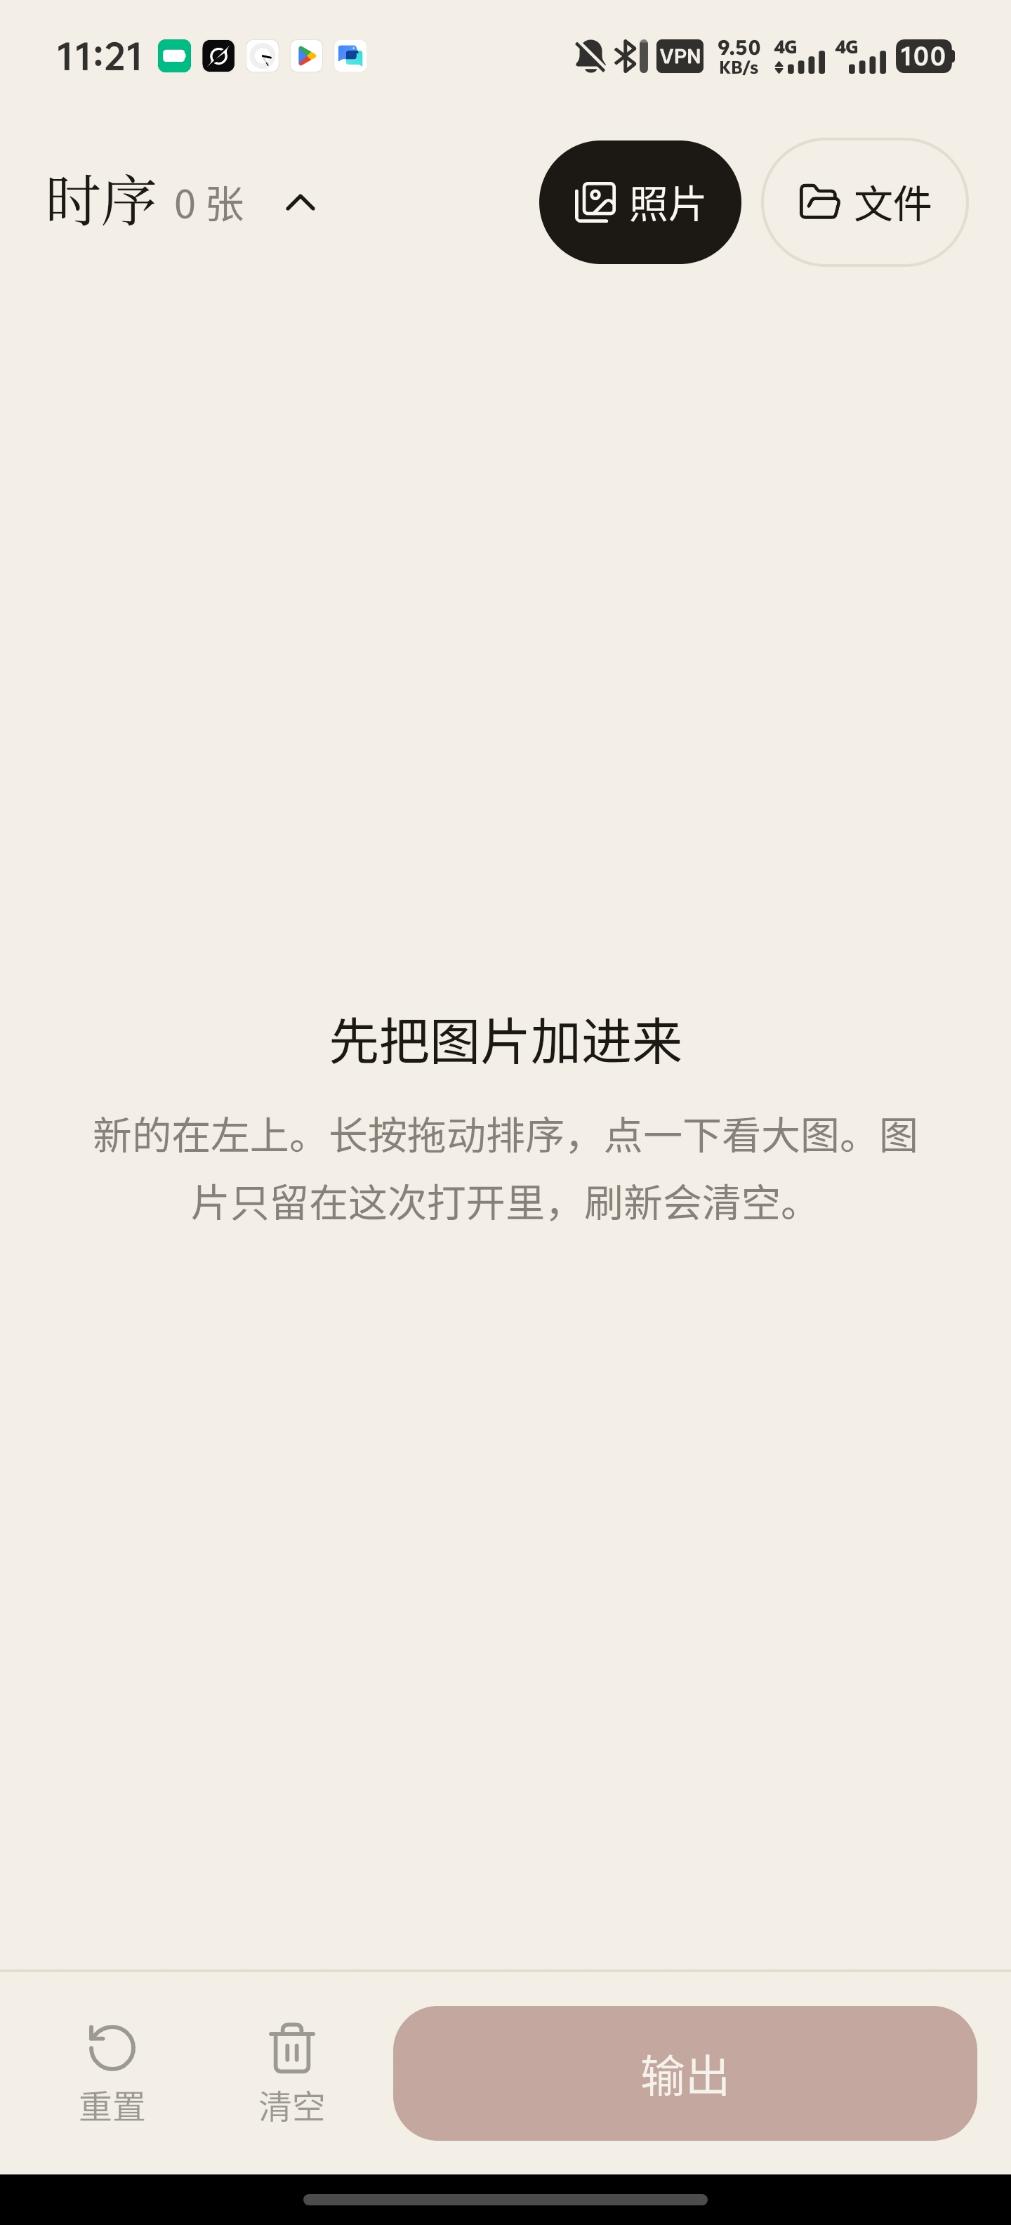 11:21
VPN
9.50
KB/s
4G
4G
100
时序 0 张
照片
文件
先把图片加进来
新的在左上。长按拖动排序，点一下看大图。图
片只留在这次打开里，刷新会清空。
重置
清空
输出